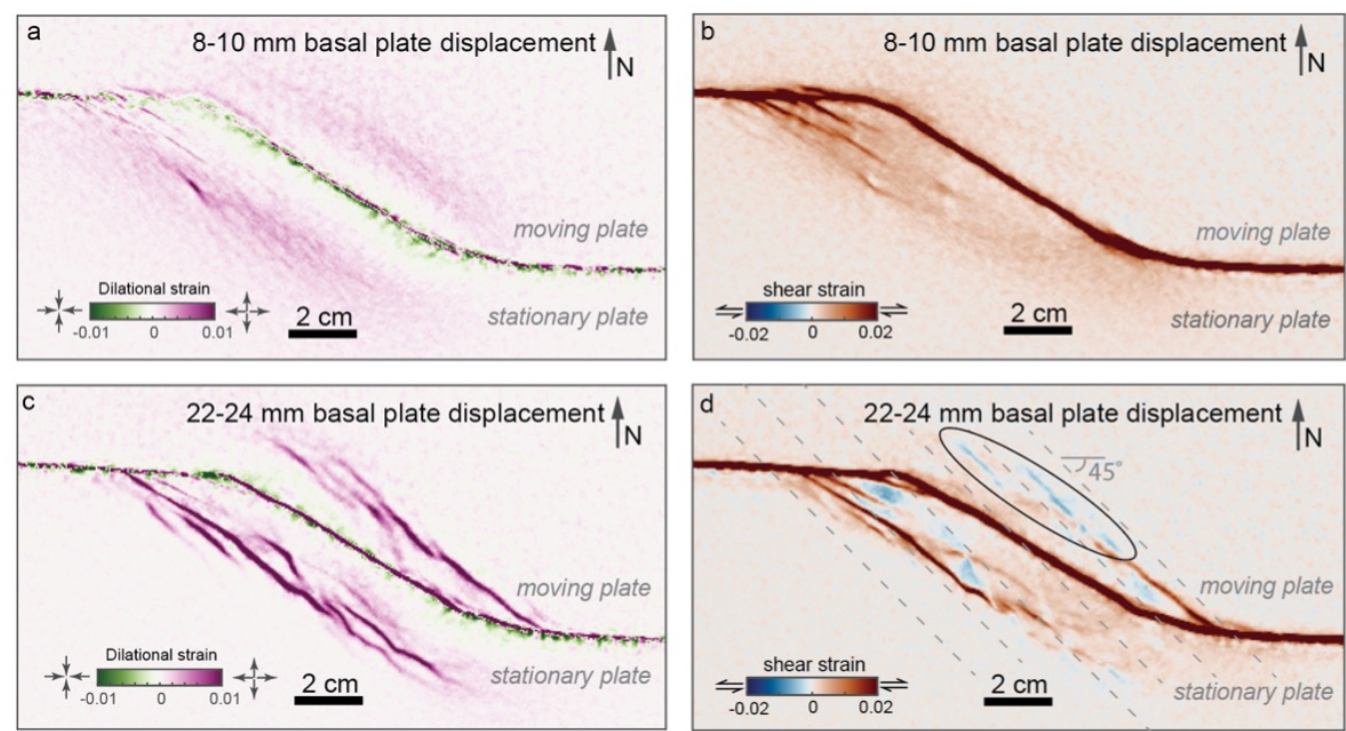 a
8-10 mm basal plate displacement
N
moving plate
Dilational strain
-0.01 0 0.01
2 cm
stationary plate
b
8-10 mm basal plate displacement
N
moving plate
shear strain
-0.02 0 0.02
2 cm
stationary plate
c
22-24 mm basal plate displacement
N
moving plate
Dilational strain
-0.01 0 0.01
2 cm
stationary plate
d
22-24 mm basal plate displacement
N
45°
moving plate
shear strain
-0.02 0 0.02
2 cm
stationary plate